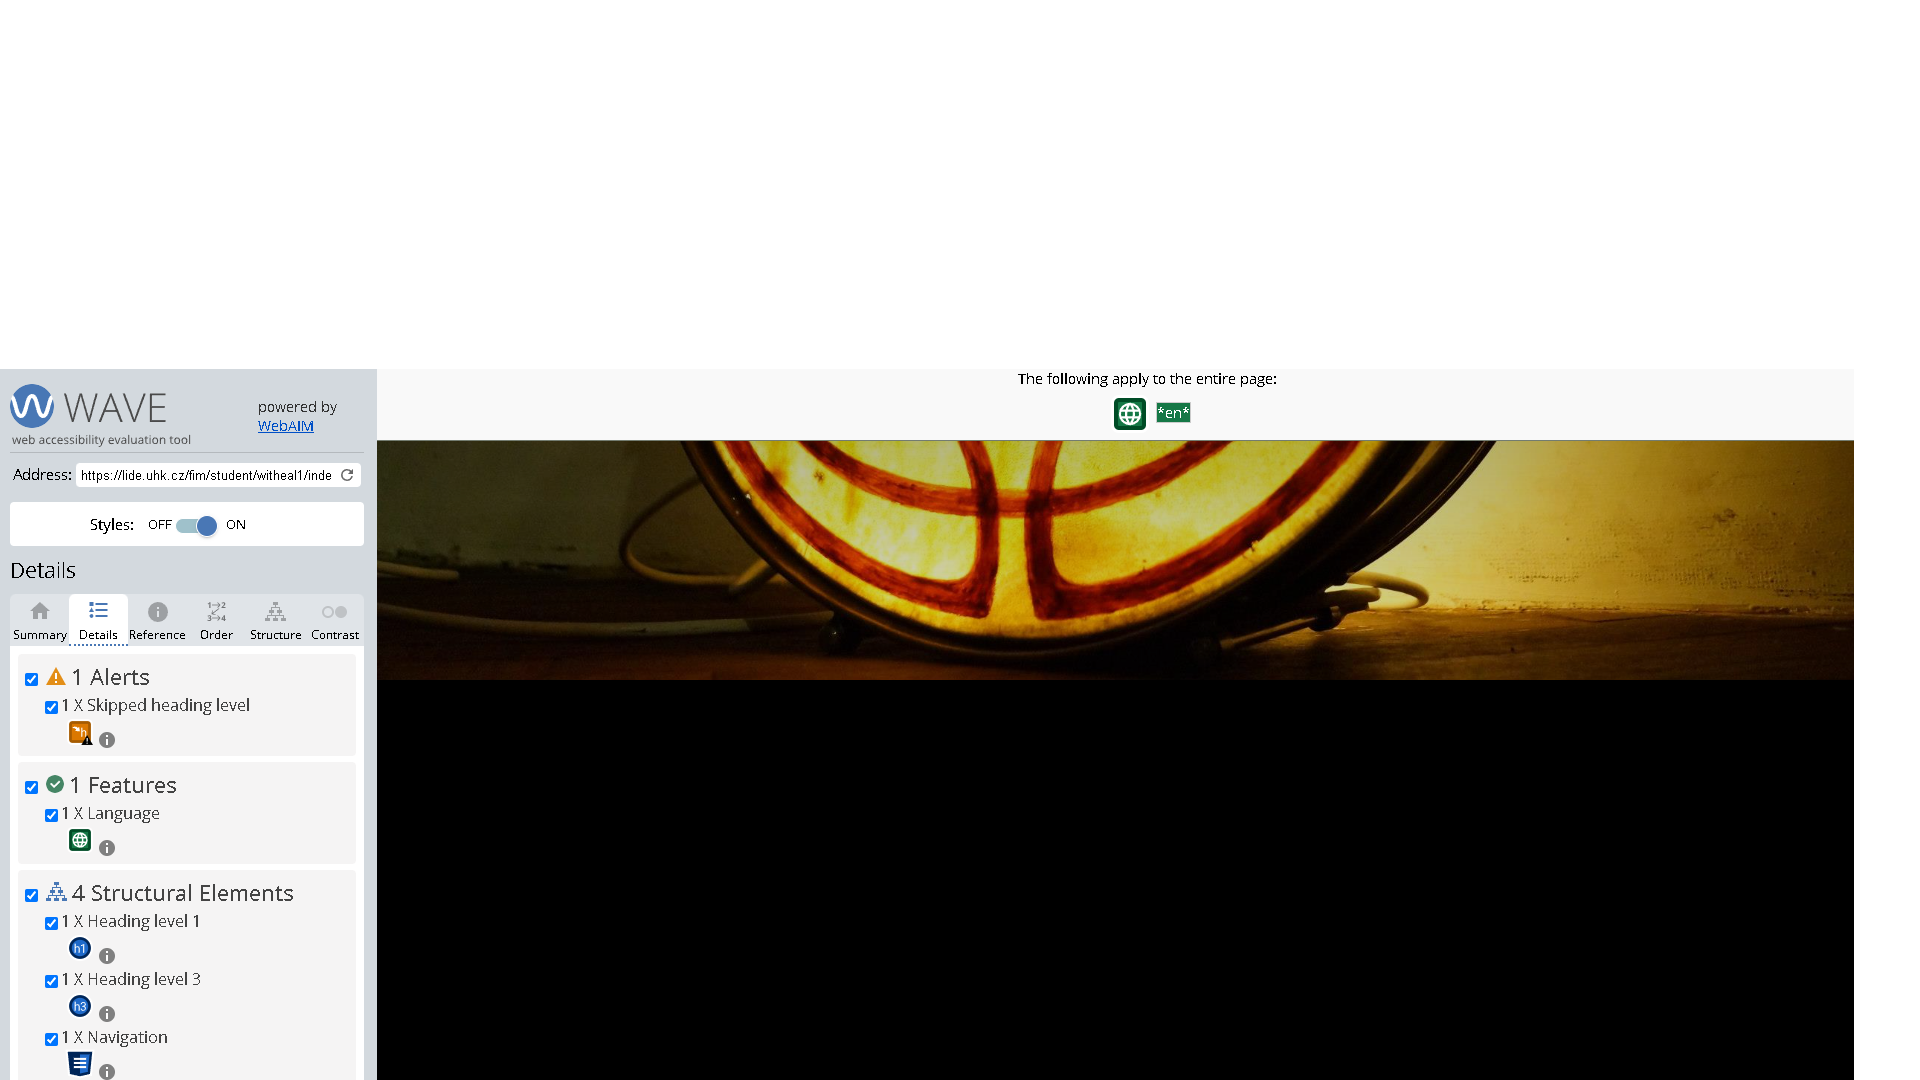 WAVE
web accessibility evaluation tool
powered by
WebAIM
Address: https://lide.uhk.cz/fim/student/witheal1/inde
Styles: OFF ON
Details
Summary Details Reference Order Structure Contrast
1 Alerts
1 X Skipped heading level
h
1 Features
1 X Language
4 Structural Elements
1 X Heading level 1
h1
1 X Heading level 3
h3
1 X Navigation
The following apply to the entire page:
*en*